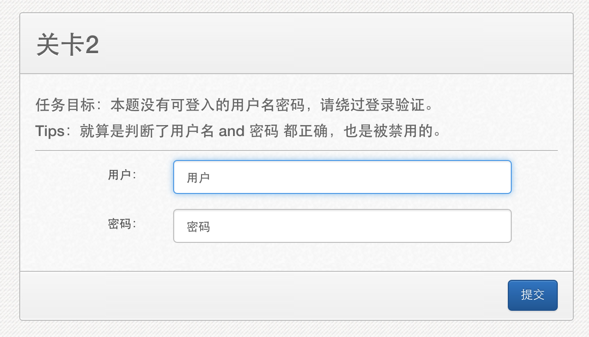 关卡2
任务目标：本题没有可登入的用户名密码，请绕过登录验证。
Tips：就算是判断了用户名 and 密码 都正确，也是被禁用的。
用户： 用户
密码： 密码
提交